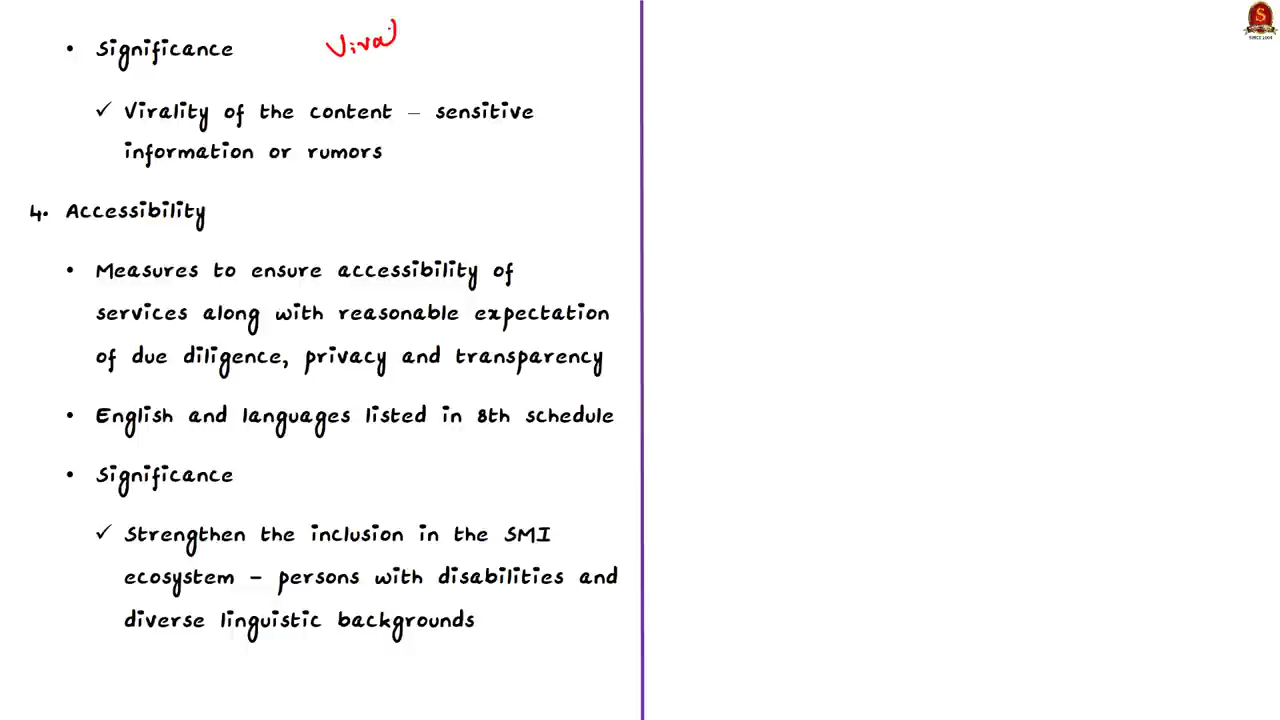 • Significance
Viral
✓ Virality of the content – sensitive
information or rumors
4. Accessibility
• Measures to ensure accessibility of
services along with reasonable expectation
of due diligence, privacy and transparency
• English and languages listed in 8th schedule
• Significance
✓ Strengthen the inclusion in the SMI
ecosystem – persons with disabilities and
diverse linguistic backgrounds
S
SINCE 2004